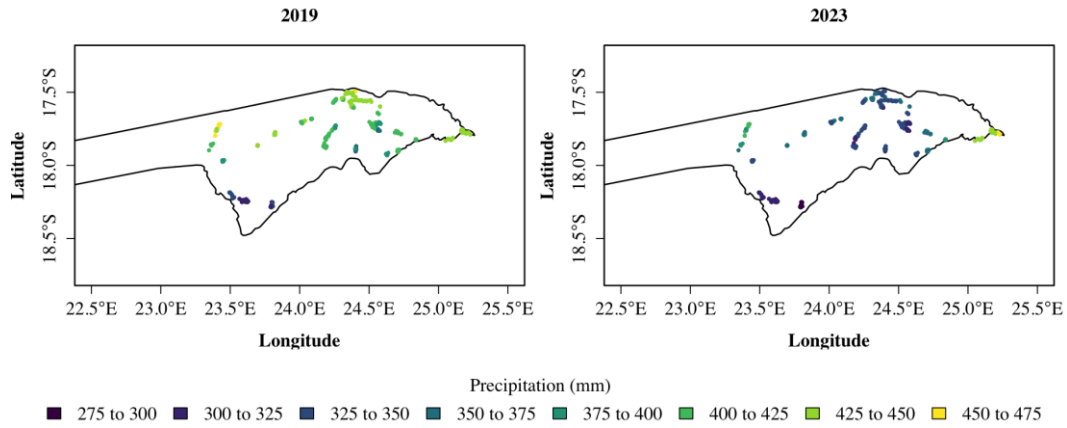 2019
2023
Latitude
17.5°S
18.0°S
18.5°S
22.5°E 23.0°E 23.5°E 24.0°E 24.5°E 25.0°E 25.5°E
Longitude
Latitude
17.5°S
18.0°S
18.5°S
22.5°E 23.0°E 23.5°E 24.0°E 24.5°E 25.0°E 25.5°E
Longitude
Precipitation (mm)
275 to 300 300 to 325 325 to 350 350 to 375 375 to 400 400 to 425 425 to 450 450 to 475